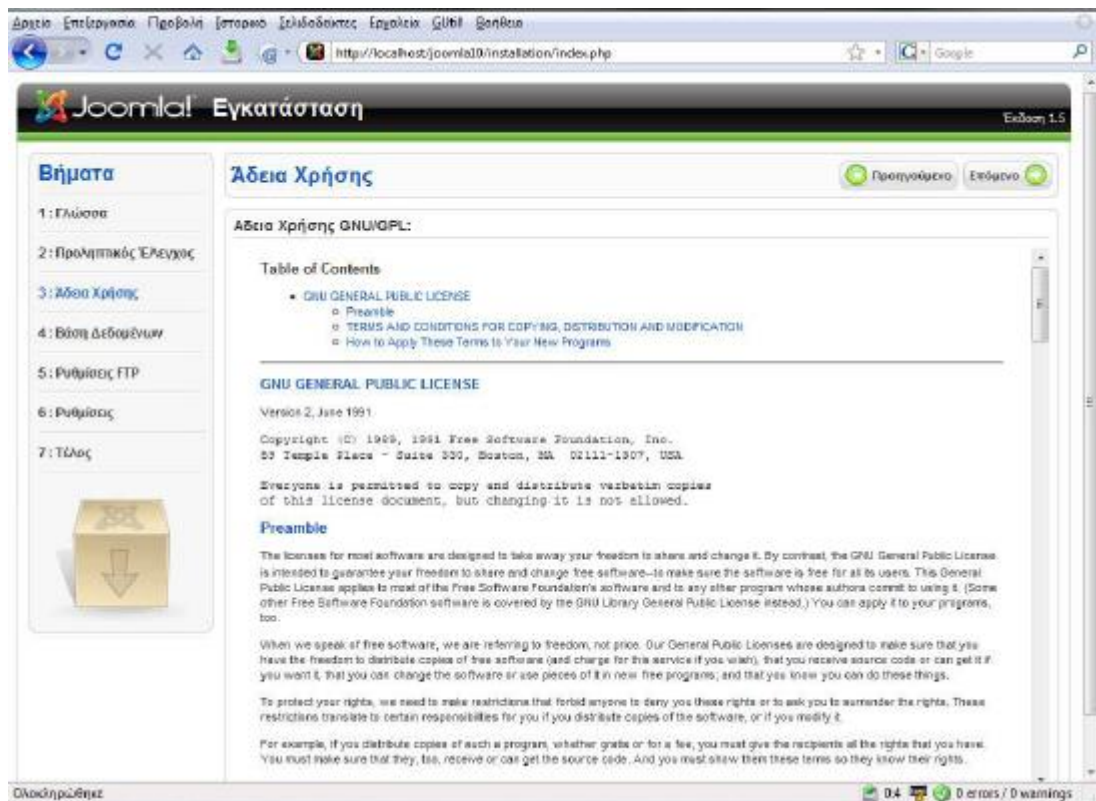 Αρχείο Επεξεργασία Προβολή Ιστορικό Σελιδοδείκτες Εργαλεία GUtil Βοήθεια
http://localhost/joomla10/installation/index.php
Google
Joomla! Εγκατάσταση
Έκδοση 1.5
Βήματα
1 : Γλώσσα
2 : Προληπτικός Έλεγχος
3 : Άδεια Χρήσης
4 : Βάση Δεδομένων
5 : Ρυθμίσεις FTP
6 : Ρυθμίσεις
7 : Τέλος
Άδεια Χρήσης
Προηγούμενο Επόμενο
Αδεια Χρήσης GNU/GPL:
Table of Contents
GNU GENERAL PUBLIC LICENSE
Preamble
TERMS AND CONDITIONS FOR COPYING, DISTRIBUTION AND MODIFICATION
How to Apply These Terms to Your New Programs
GNU GENERAL PUBLIC LICENSE
Version 2, June 1991
Copyright (C) 1989, 1991 Free Software Foundation, Inc.
59 Temple Place - Suite 330, Boston, MA 02111-1307, USA
Everyone is permitted to copy and distribute verbatim copies
of this license document, but changing it is not allowed.
Preamble
The licenses for most software are designed to take away your freedom to share and change it. By contrast, the GNU General Public License
is intended to guarantee your freedom to share and change free software--to make sure the software is free for all its users. This General
Public License applies to most of the Free Software Foundation's software and to any other program whose authors commit to using it. (Some
other Free Software Foundation software is covered by the GNU Library General Public License instead.) You can apply it to your programs,
too.
When we speak of free software, we are referring to freedom, not price. Our General Public Licenses are designed to make sure that you
have the freedom to distribute copies of free software (and charge for this service if you wish), that you receive source code or can get it if
you want it, that you can change the software or use pieces of it in new free programs; and that you know you can do these things.
To protect your rights, we need to make restrictions that forbid anyone to deny you these rights or to ask you to surrender the rights. These
restrictions translate to certain responsibilities for you if you distribute copies of the software, or if you modify it.
For example, if you distribute copies of such a program, whether gratis or for a fee, you must give the recipients all the rights that you have.
You must make sure that they, too, receive or can get the source code. And you must show them these terms so they know their rights.
Ολοκληρώθηκε
0.4 0 errors / 0 warnings